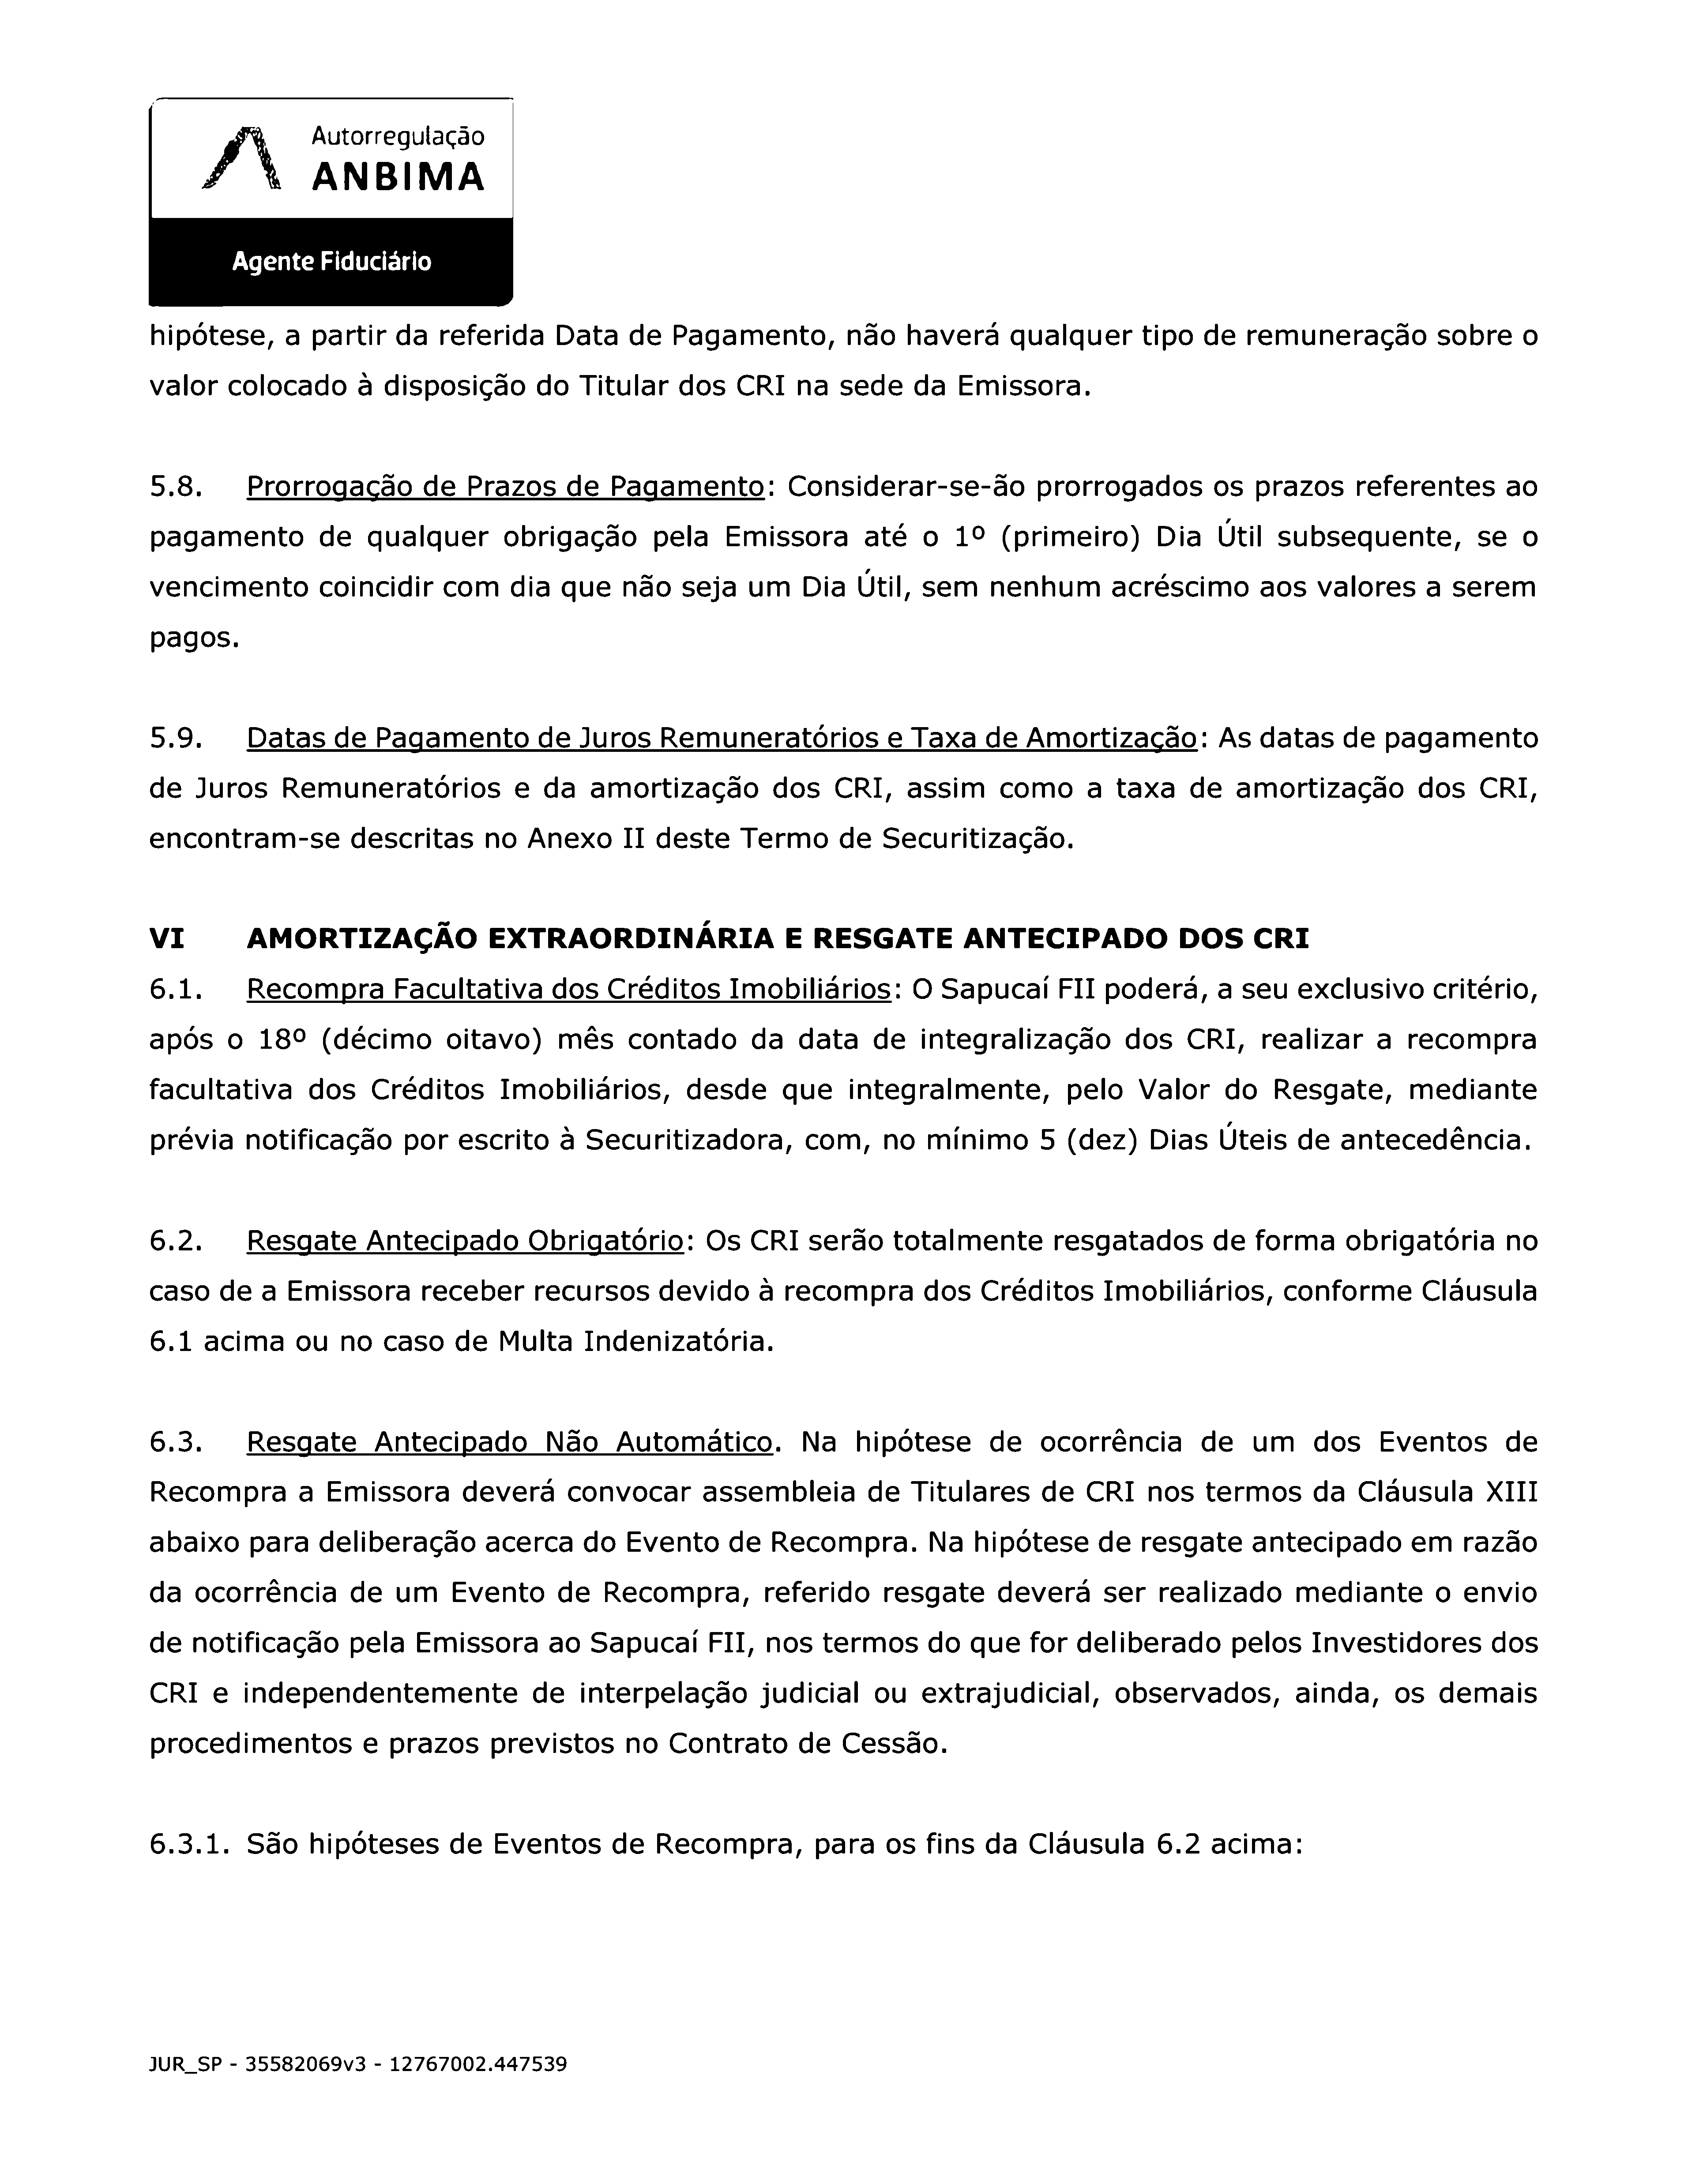 Autorregulação
ANBIMA
Agente Fiduciário
hipótese, a partir da referida Data de Pagamento, não haverá qualquer tipo de remuneração sobre o
valor colocado à disposição do Titular dos CRI na sede da Emissora.
5.8. Prorrogação de Prazos de Pagamento: Considerar-se-ão prorrogados os prazos referentes ao
pagamento de qualquer obrigação pela Emissora até o 1º (primeiro) Dia Útil subsequente, se o
vencimento coincidir com dia que não seja um Dia Útil, sem nenhum acréscimo aos valores a serem
pagos.
5.9. Datas de Pagamento de Juros Remuneratórios e Taxa de Amortização: As datas de pagamento
de Juros Remuneratórios e da amortização dos CRI, assim como a taxa de amortização dos CRI,
encontram-se descritas no Anexo II deste Termo de Securitização.
VI AMORTIZAÇÃO EXTRAORDINÁRIA E RESGATE ANTECIPADO DOS CRI
6.1. Recompra Facultativa dos Créditos Imobiliários: O Sapucaí FII poderá, a seu exclusivo critério,
após o 18º (décimo oitavo) mês contado da data de integralização dos CRI, realizar a recompra
facultativa dos Créditos Imobiliários, desde que integralmente, pelo Valor do Resgate, mediante
prévia notificação por escrito à Securitizadora, com, no mínimo 5 (dez) Dias Úteis de antecedência.
6.2. Resgate Antecipado Obrigatório: Os CRI serão totalmente resgatados de forma obrigatória no
caso de a Emissora receber recursos devido à recompra dos Créditos Imobiliários, conforme Cláusula
6.1 acima ou no caso de Multa Indenizatória.
6.3. Resgate Antecipado Não Automático. Na hipótese de ocorrência de um dos Eventos de
Recompra a Emissora deverá convocar assembleia de Titulares de CRI nos termos da Cláusula XIII
abaixo para deliberação acerca do Evento de Recompra. Na hipótese de resgate antecipado em razão
da ocorrência de um Evento de Recompra, referido resgate deverá ser realizado mediante o envio
de notificação pela Emissora ao Sapucaí FII, nos termos do que for deliberado pelos Investidores dos
CRI e independentemente de interpelação judicial ou extrajudicial, observados, ainda, os demais
procedimentos e prazos previstos no Contrato de Cessão.
6.3.1. São hipóteses de Eventos de Recompra, para os fins da Cláusula 6.2 acima:
JUR_SP - 35582069v3 - 12767002.447539